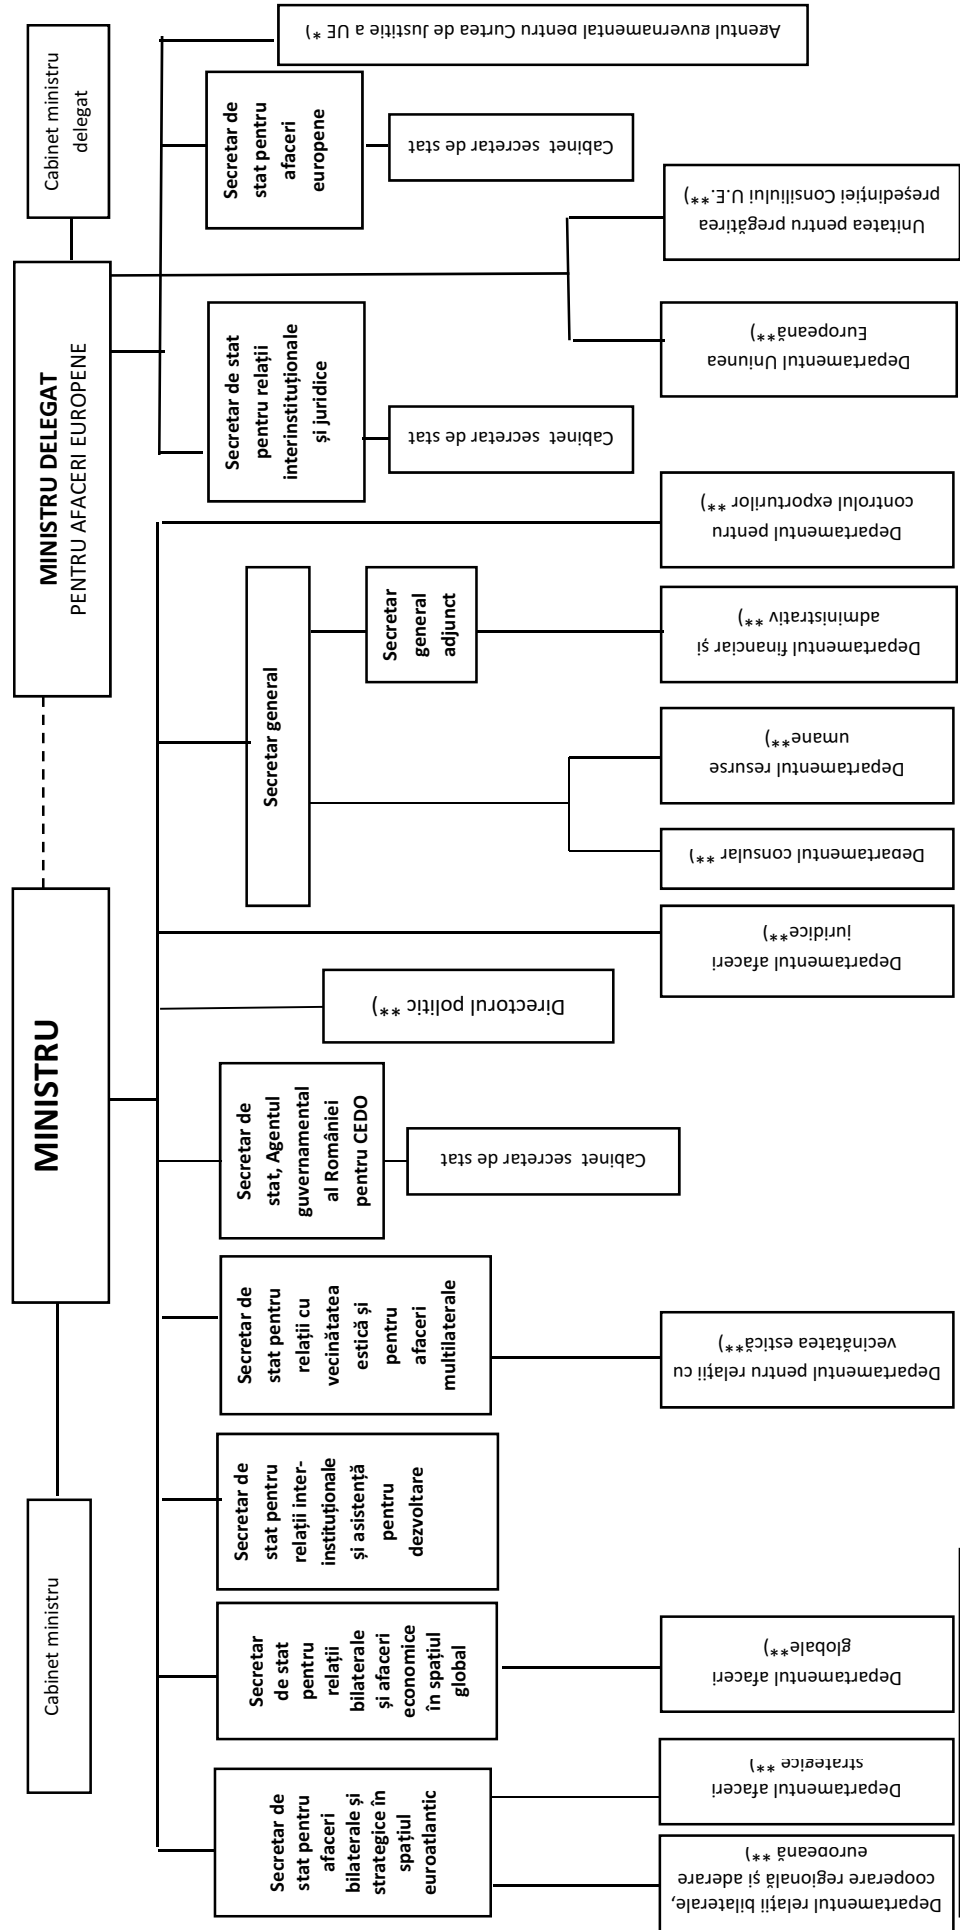 Cabinet ministru
MINISTRU
MINISTRU DELEGAT
PENTRU AFACERI EUROPENE
Cabinet ministru
delegat
Secretar de
stat pentru
afaceri
bilaterale și
strategice în
spațiul
euroatlantic
Secretar
de stat
pentru
relații
bilaterale
și afaceri
economice
în spațiul
global
Secretar de
stat pentru
relații inter-
instituționale
și asistență
pentru
dezvoltare
Secretar de
stat pentru
relații cu
vecinătatea
estică și
pentru
afaceri
multilaterale
Secretar de
stat, Agentul
guvernamental
al României
pentru CEDO
Cabinet secretar de stat
Directorul politic **)
Secretar general
Secretar
general
adjunct
Secretar de stat
pentru relații
interinstituționale
și juridice
Cabinet secretar de stat
Secretar de
stat pentru
afaceri
europene
Cabinet secretar de stat
Agentul guvernamental pentru Curtea de Justitie a UE *)
Departamentul relații bilaterale,
cooperare regională și aderare
europeană **)
Departamentul afaceri
strategice **)
Departamentul afaceri
globale**)
Departamentul pentru relații cu
vecinătatea estică**)
Departamentul afaceri
juridice**)
Departamentul consular **)
Departamentul resurse
umane**)
Departamentul financiar și
administrativ **)
Departamentul pentru
controlul exporturilor **)
Departamentul Uniunea
Europeană**)
Unitatea pentru pregătirea
președinției Consiliului U.E.**)